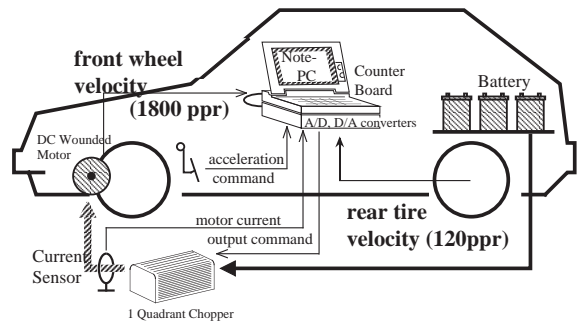 front wheel
velocity
(1800 ppr)
Note-
PC
Counter
Board
Battery
A/D, D/A converters
DC Wounded
Motor
acceleration
command
rear tire
velocity (120ppr)
motor current
output command
Current
Sensor
1 Quadrant Chopper